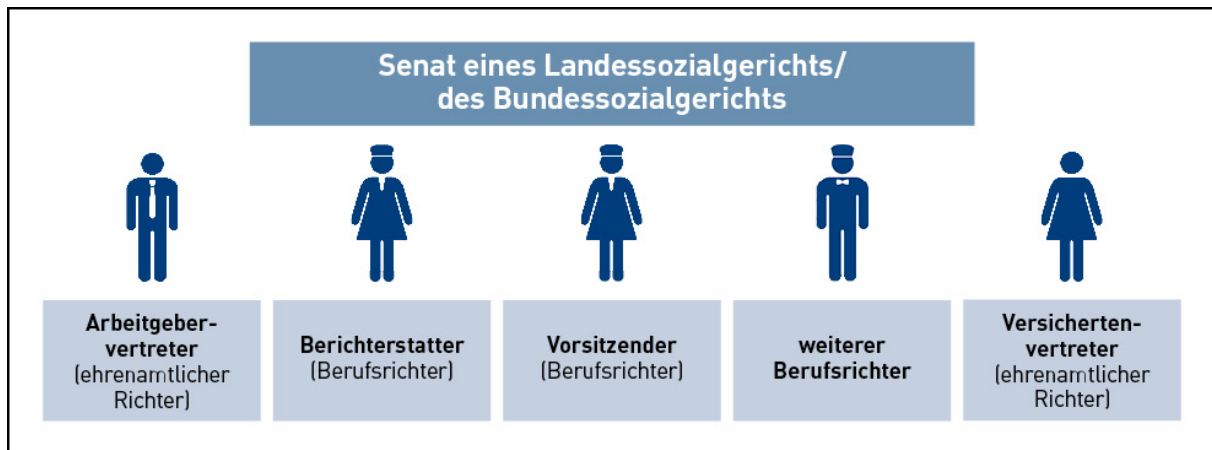 Senat eines Landessozialgerichts/
des Bundessozialgerichts
Arbeitgeber-
vertreter
(ehrenamtlicher
Richter)
Berichterstatter
(Berufsrichter)
Vorsitzender
(Berufsrichter)
weiterer
Berufsrichter
Versicherten-
vertreter
(ehrenamtlicher
Richter)